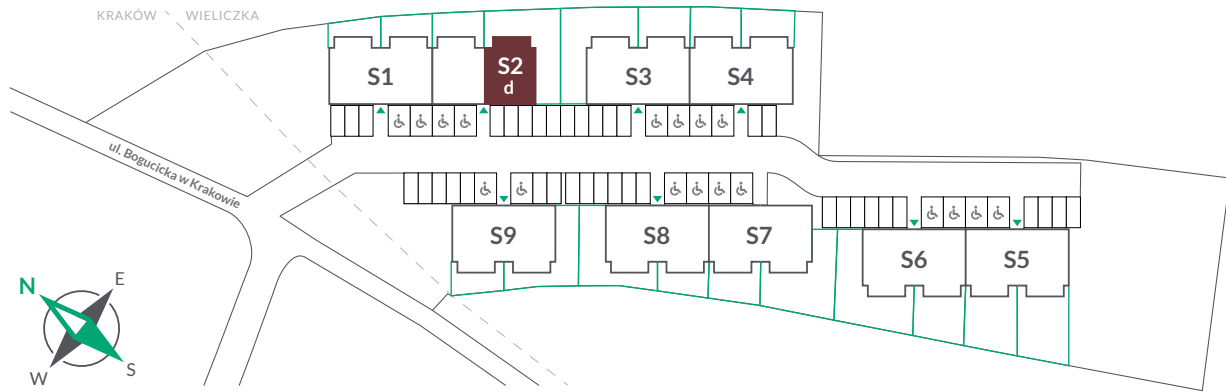 KRAKÓW WIELICZKA
S1
S2
d
S3
S4
ul. Bogucicka w Krakowie
S9
S8
S7
S6
S5
N
E
W
S